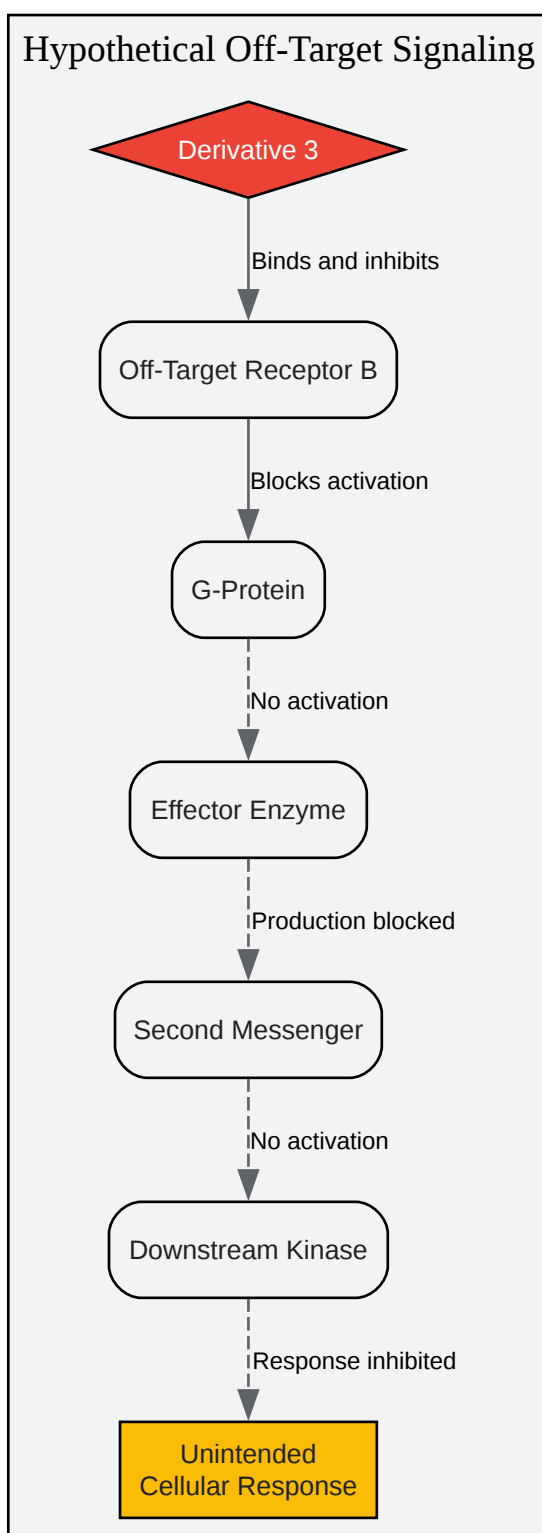 Hypothetical Off-Target Signaling
Derivative 3
Binds and inhibits
Off-Target Receptor B
Blocks activation
G-Protein
No activation
Effector Enzyme
Production blocked
Second Messenger
No activation
Downstream Kinase
Response inhibited
Unintended
Cellular Response